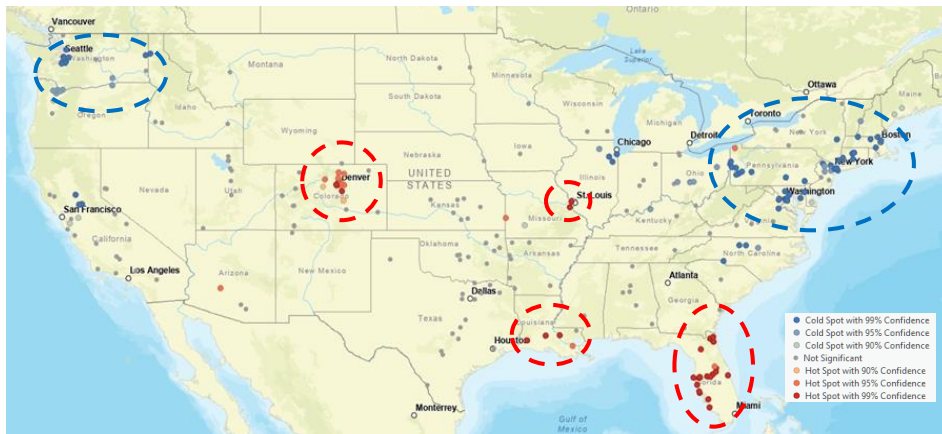 Vancouver
Ontario
Seattle
Washington
Montana
North Dakota
Minnesota
Lake
Superior
Ottawa
Maine
Oregon
Idaho
South Dakota
Wisconsin
Michigan
Toronto
New York
Boston
Wyoming
Chicago
Detroit
Nebraska
Iowa
Pennsylvania
New York
Nevada
Utah
Denver
Colorado
UNITED
STATES
Illinois
St. Louis
Ohio
Washington
San Francisco
Kansas
Missouri
Kentucky
Virginia
California
Los Angeles
Arizona
New Mexico
Oklahoma
Arkansas
Tennessee
North Carolina
Dallas
Atlanta
Georgia
Texas
Louisiana
Houston
Florida
Miami
Monterrey
Gulf of
Mexico
Cold Spot with 99% Confidence
Cold Spot with 95% Confidence
Cold Spot with 90% Confidence
Not Significant
Hot Spot with 90% Confidence
Hot Spot with 95% Confidence
Hot Spot with 99% Confidence